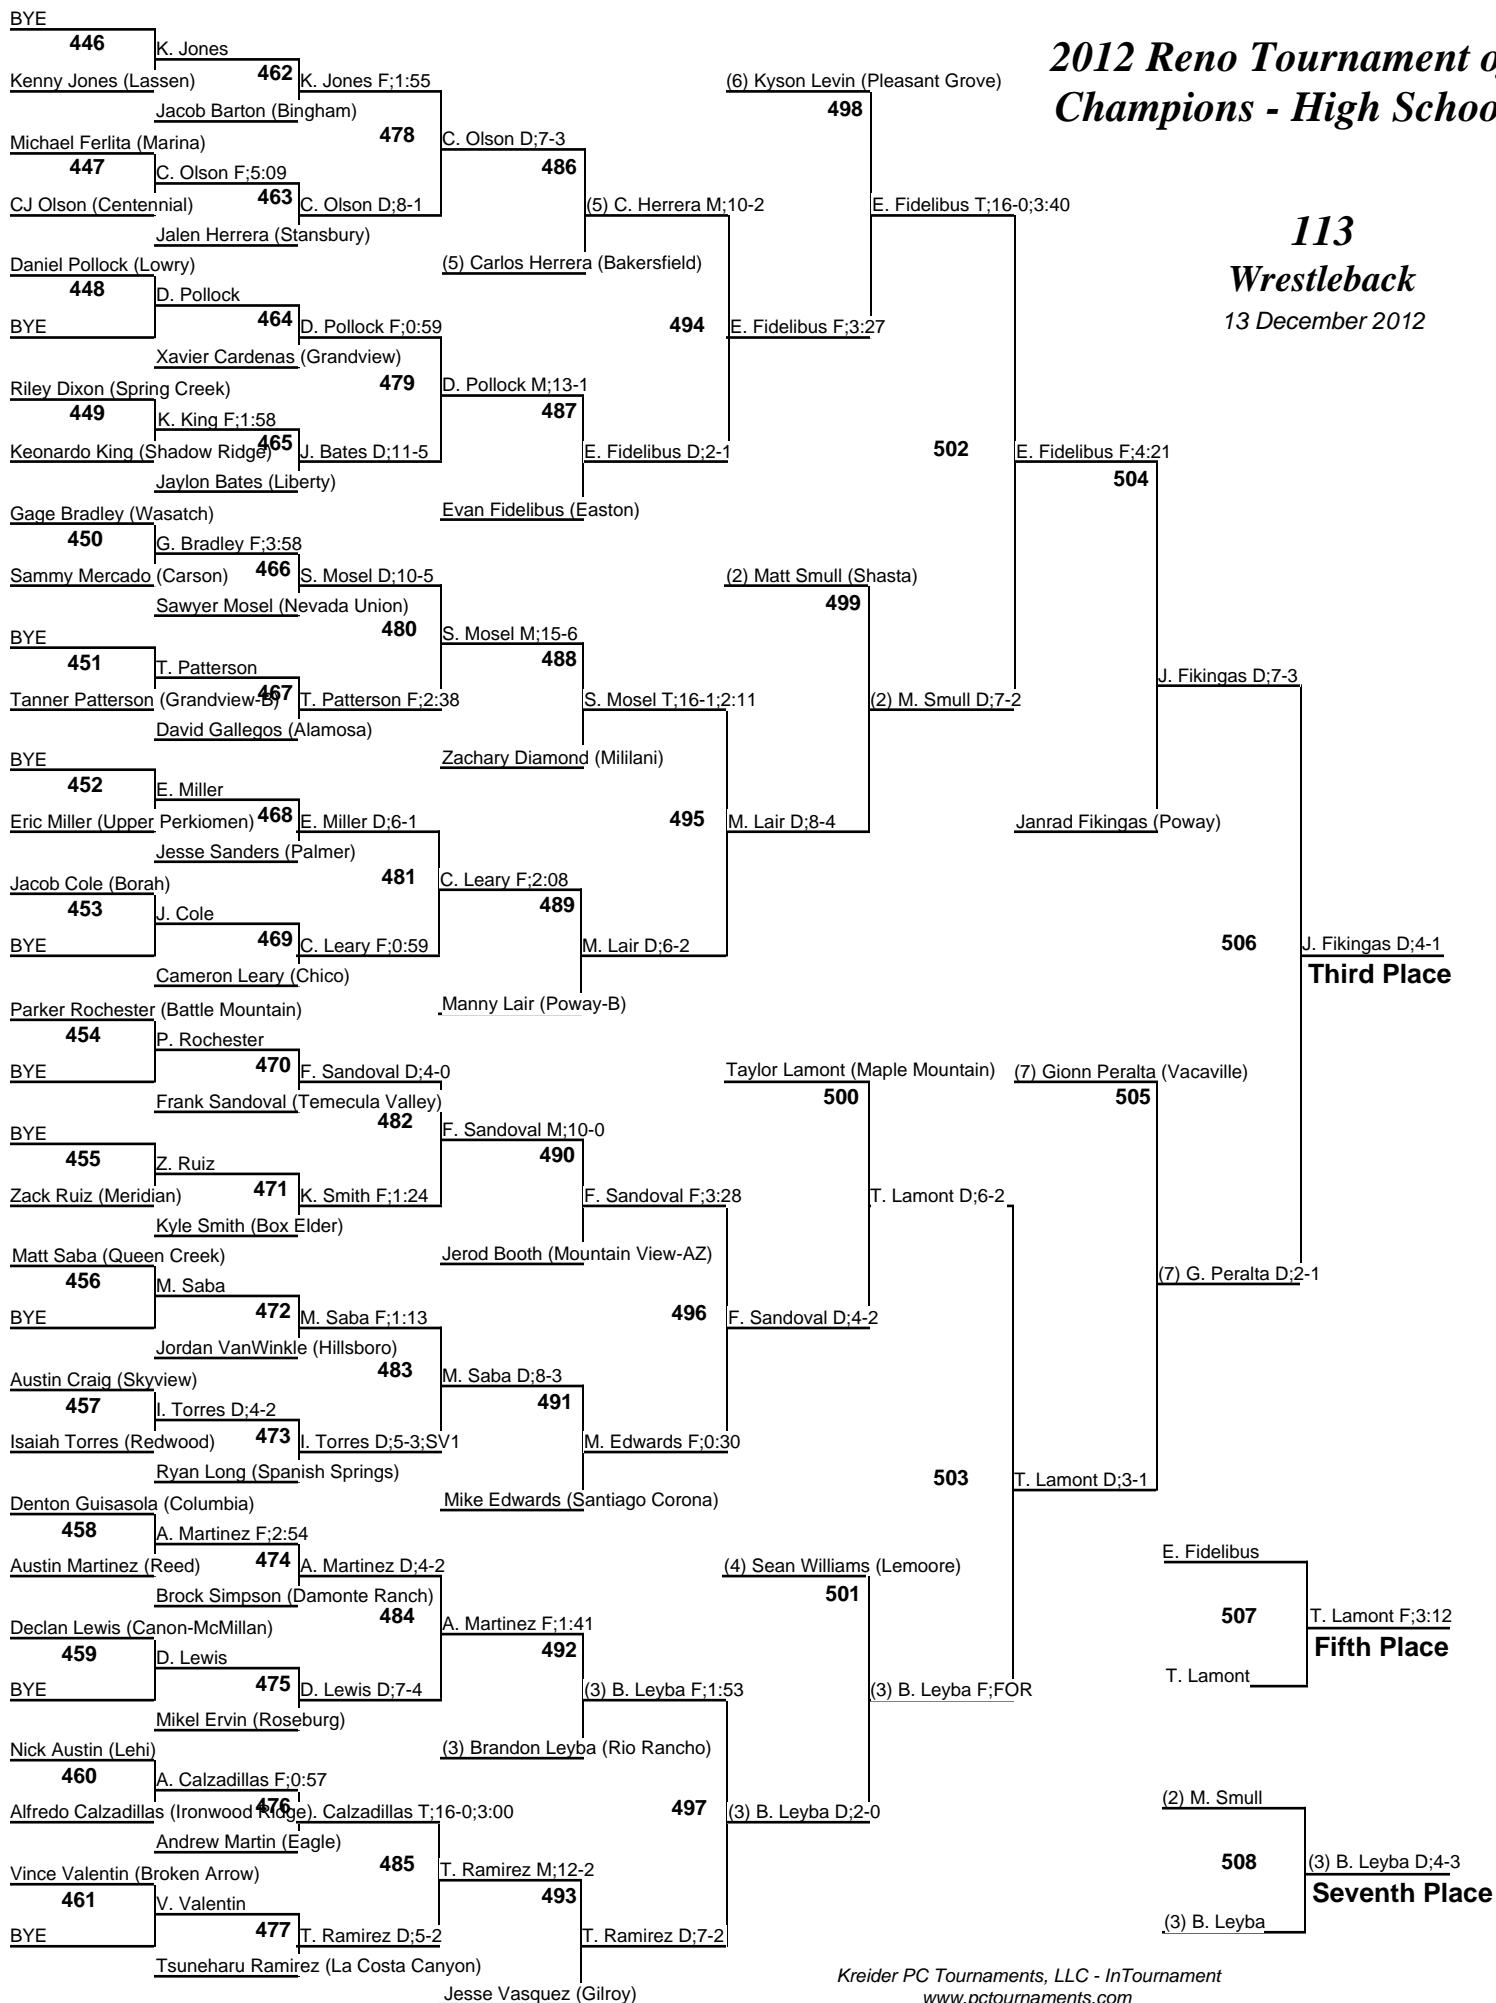 2012 Reno Tournament o
Champions - High Schoo
113
Wrestleback
13 December 2012
BYE
446
K. Jones
Kenny Jones (Lassen)
462
K. Jones F;1:55
Jacob Barton (Bingham)
478
Michael Ferlita (Marina)
447
C. Olson F;5:09
CJ Olson (Centennial)
463
C. Olson D;8-1
Jalen Herrera (Stansbury)
C. Olson D;7-3
486
(5) C. Herrera M;10-2
(5) Carlos Herrera (Bakersfield)
Daniel Pollock (Lowry)
448
D. Pollock
BYE
464
D. Pollock F;0:59
Xavier Cardenas (Grandview)
479
Riley Dixon (Spring Creek)
449
K. King F;1:58
Keonardo King (Shadow Ridge)
465
J. Bates D;11-5
Jaylon Bates (Liberty)
D. Pollock M;13-1
487
E. Fidelibus D;2-1
Evan Fidelibus (Easton)
494
E. Fidelibus F;3:27
(6) Kyson Levin (Pleasant Grove)
498
E. Fidelibus T;16-0;3:40
Gage Bradley (Wasatch)
450
G. Bradley F;3:58
Sammy Mercado (Carson)
466
S. Mosel D;10-5
Sawyer Mosel (Nevada Union)
480
BYE
451
T. Patterson
Tanner Patterson (Grandview-B)
467
T. Patterson F;2:38
David Gallegos (Alamosa)
S. Mosel M;15-6
488
S. Mosel T;16-1;2:11
Zachary Diamond (Mililani)
BYE
452
E. Miller
Eric Miller (Upper Perkiomen)
468
E. Miller D;6-1
Jesse Sanders (Palmer)
481
Jacob Cole (Borah)
453
J. Cole
BYE
469
C. Leary F;0:59
Cameron Leary (Chico)
C. Leary F;2:08
489
M. Lair D;6-2
Manny Lair (Poway-B)
495
M. Lair D;8-4
(2) Matt Smull (Shasta)
499
(2) M. Smull D;7-2
502
E. Fidelibus F;4:21
504
J. Fikingas D;7-3
Janrad Fikingas (Poway)
506
J. Fikingas D;4-1
Third Place
Parker Rochester (Battle Mountain)
454
P. Rochester
BYE
470
F. Sandoval D;4-0
Frank Sandoval (Temecula Valley)
482
BYE
455
Z. Ruiz
Zack Ruiz (Meridian)
471
K. Smith F;1:24
Kyle Smith (Box Elder)
F. Sandoval M;10-0
490
F. Sandoval F;3:28
Jerod Booth (Mountain View-AZ)
Matt Saba (Queen Creek)
456
M. Saba
BYE
472
M. Saba F;1:13
Jordan VanWinkle (Hillsboro)
483
Austin Craig (Skyview)
457
I. Torres D;4-2
Isaiah Torres (Redwood)
473
I. Torres D;5-3;SV1
Ryan Long (Spanish Springs)
M. Saba D;8-3
491
M. Edwards F;0:30
Mike Edwards (Santiago Corona)
496
F. Sandoval D;4-2
Taylor Lamont (Maple Mountain)
500
T. Lamont D;6-2
(7) Gionn Peralta (Vacaville)
505
(7) G. Peralta D;2-1
503
T. Lamont D;3-1
Denton Guisasola (Columbia)
458
A. Martinez F;2:54
Austin Martinez (Reed)
474
A. Martinez D;4-2
Brock Simpson (Damonte Ranch)
484
Declan Lewis (Canon-McMillan)
459
D. Lewis
BYE
475
D. Lewis D;7-4
Mikel Ervin (Roseburg)
A. Martinez F;1:41
492
(3) B. Leyba F;1:53
(3) Brandon Leyba (Rio Rancho)
Nick Austin (Lehi)
460
A. Calzadillas F;0:57
Alfredo Calzadillas (Ironwood Ridge)
476
. Calzadillas T;16-0;3:00
Andrew Martin (Eagle)
485
Vince Valentin (Broken Arrow)
461
V. Valentin
BYE
477
T. Ramirez D;5-2
Tsuneharu Ramirez (La Costa Canyon)
T. Ramirez M;12-2
493
T. Ramirez D;7-2
Jesse Vasquez (Gilroy)
497
(3) B. Leyba D;2-0
(4) Sean Williams (Lemoore)
501
(3) B. Leyba F;FOR
E. Fidelibus
507
T. Lamont F;3:12
Fifth Place
T. Lamont
(2) M. Smull
508
(3) B. Leyba D;4-3
Seventh Place
(3) B. Leyba
Kreider PC Tournaments, LLC - InTournament
www.pctournaments.com